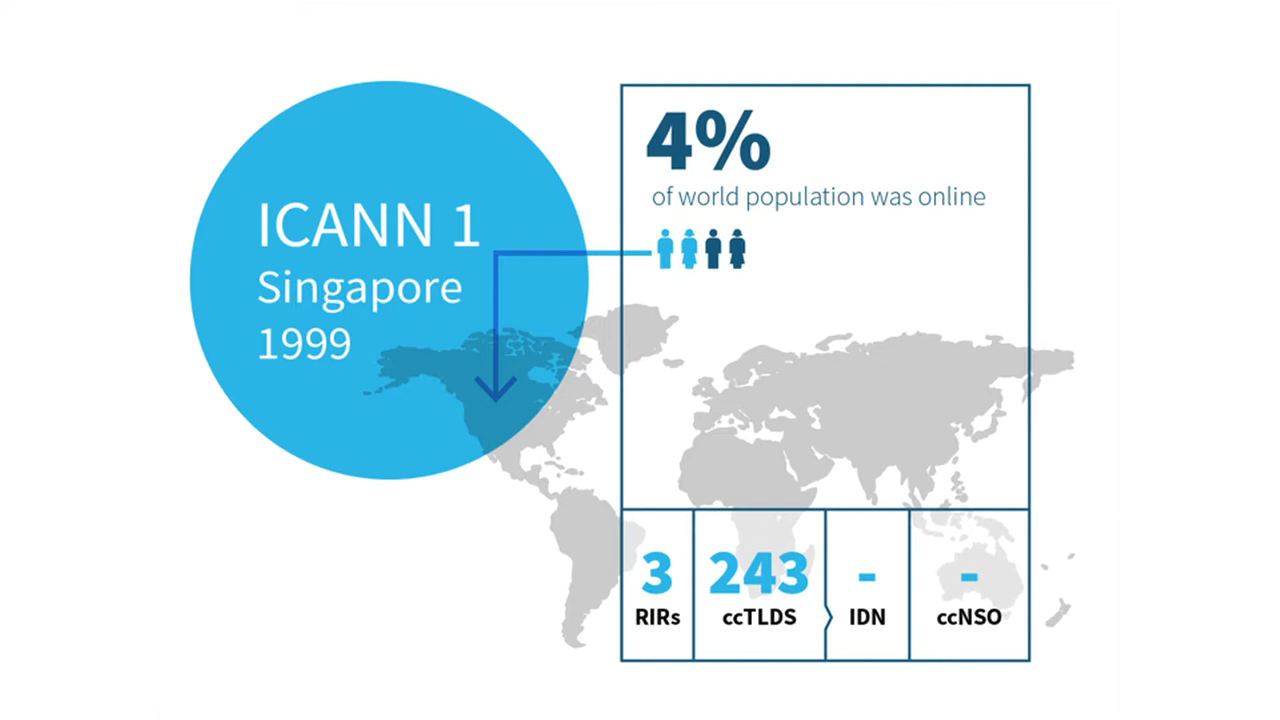 ICANN 1
Singapore
1999
4%
of world population was online
3
RIRs
243
ccTLDS
-
IDN
-
ccNSO